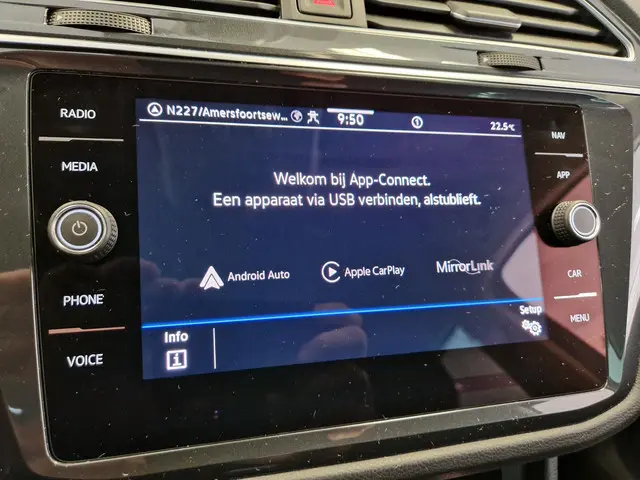 RADIO
MEDIA
PHONE
VOICE
N227/Amersfoortsew...
9:50
1
22.5°C
Welkom bij App-Connect.
Een apparaat via USB verbinden, alstublieft.
Android Auto
Apple CarPlay
MirrorLink
Info
i
Setup
NAV
APP
CAR
MENU